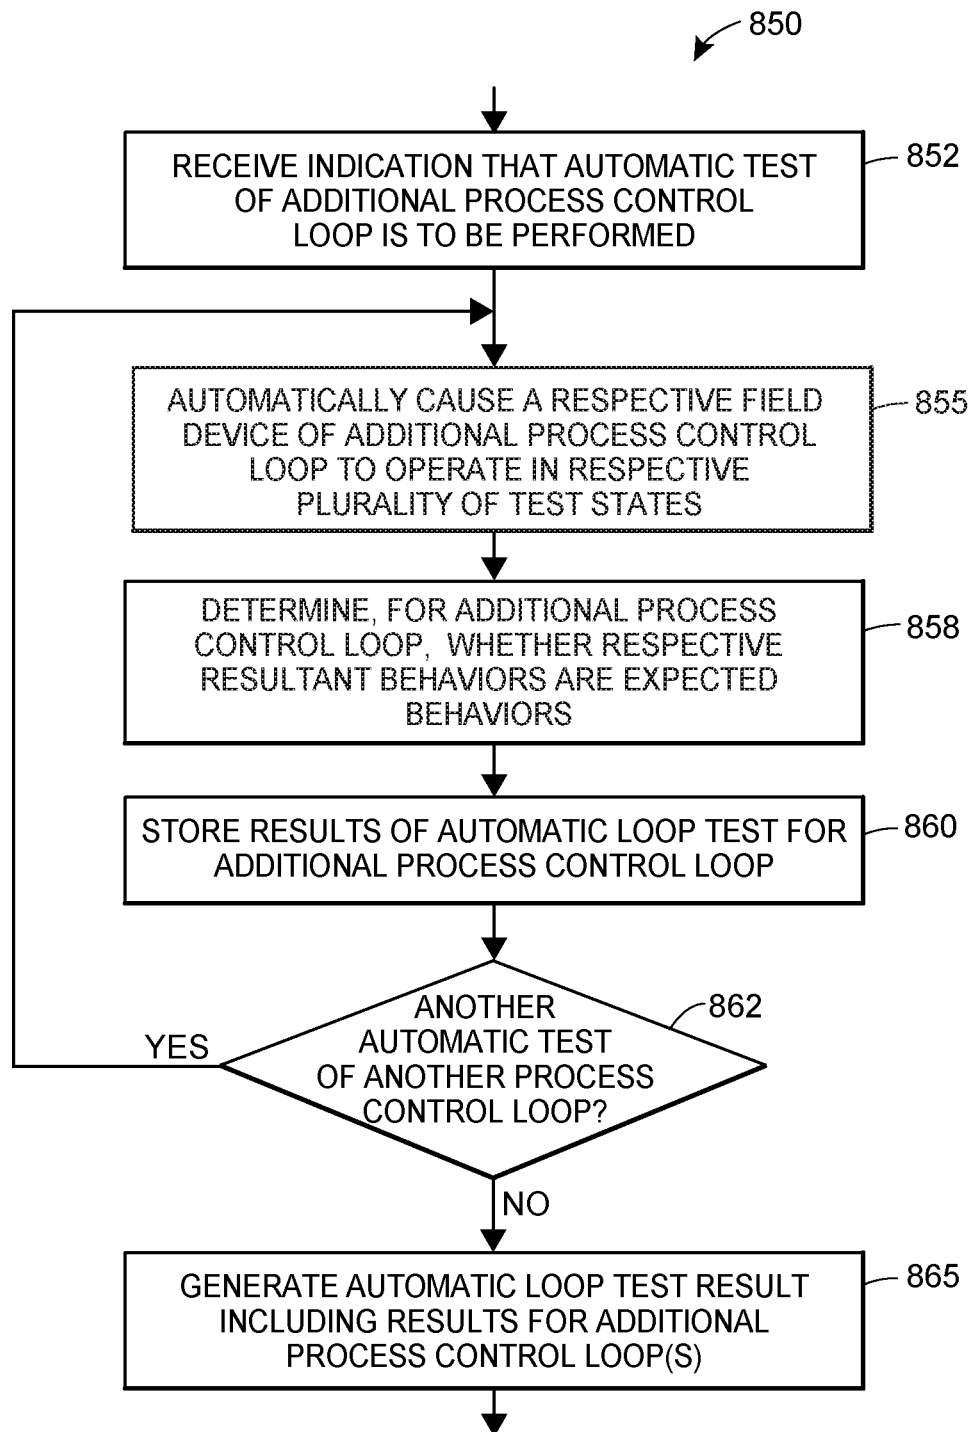 850
RECEIVE INDICATION THAT AUTOMATIC TEST
OF ADDITIONAL PROCESS CONTROL
LOOP IS TO BE PERFORMED
852
AUTOMATICALLY CAUSE A RESPECTIVE FIELD
DEVICE OF ADDITIONAL PROCESS CONTROL
LOOP TO OPERATE IN RESPECTIVE
PLURALITY OF TEST STATES
855
DETERMINE, FOR ADDITIONAL PROCESS
CONTROL LOOP, WHETHER RESPECTIVE
RESULTANT BEHAVIORS ARE EXPECTED
BEHAVIORS
858
STORE RESULTS OF AUTOMATIC LOOP TEST FOR
ADDITIONAL PROCESS CONTROL LOOP
860
ANOTHER
AUTOMATIC TEST
OF ANOTHER PROCESS
CONTROL LOOP?
862
YES
NO
GENERATE AUTOMATIC LOOP TEST RESULT
INCLUDING RESULTS FOR ADDITIONAL
PROCESS CONTROL LOOP(S)
865